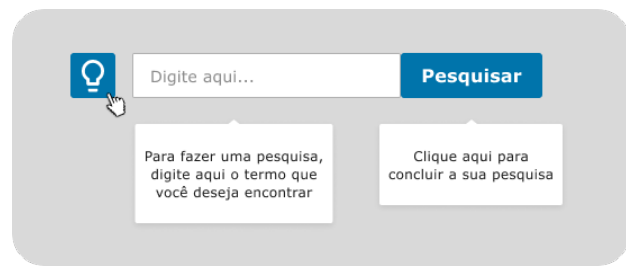 Digite aqui...
Pesquisar
Para fazer uma pesquisa,
digite aqui o termo que
você deseja encontrar
Clique aqui para
concluir a sua pesquisa